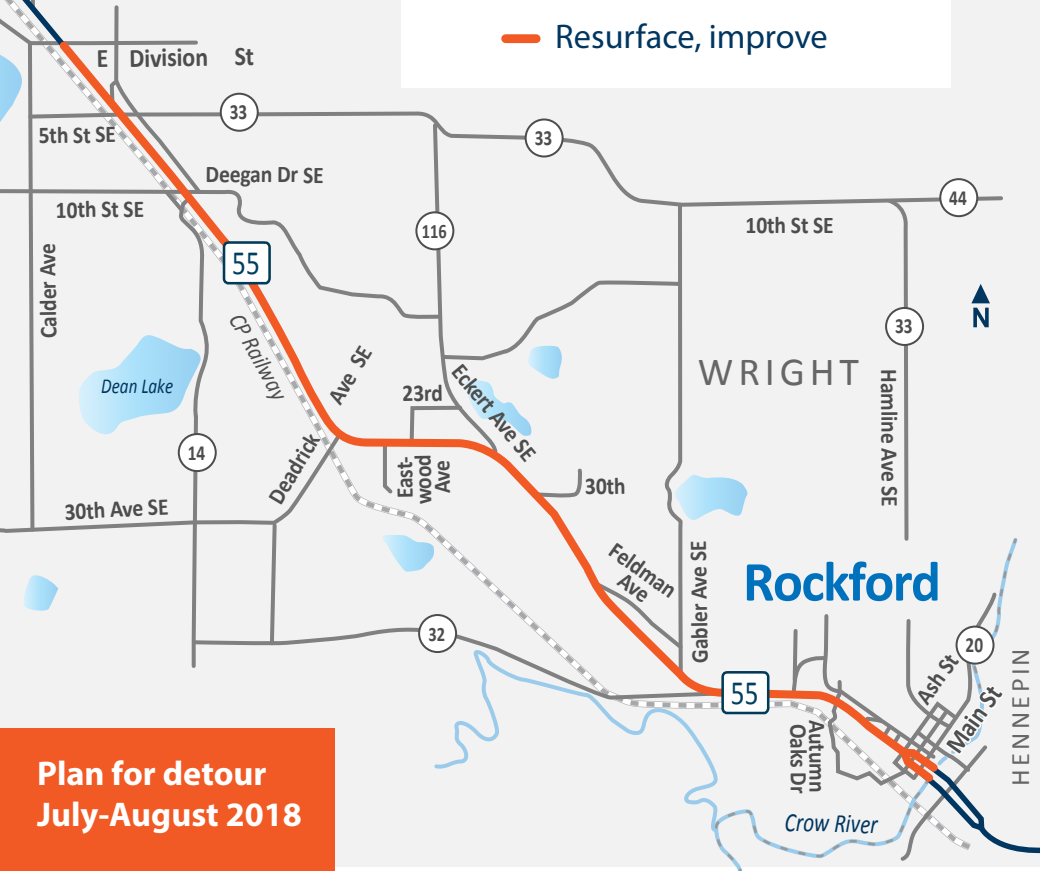 Resurface, improve
E Division St
33
5th St SE
33
Deegan Dr SE
10th St SE
44
10th St SE
116
55
Calder Ave
N
33
CP Railway
Dean Lake
Ave SE
WRIGHT
23rd
Eckert Ave SE
Hamline Ave SE
14
Deadrick
East-
wood
Ave
30th
30th Ave SE
Feldman
Ave
Gabler Ave SE
Rockford
32
20
Ash St
Main St
HENNEPIN
55
Autumn
Oaks Dr
Crow River
Plan for detour
July-August 2018